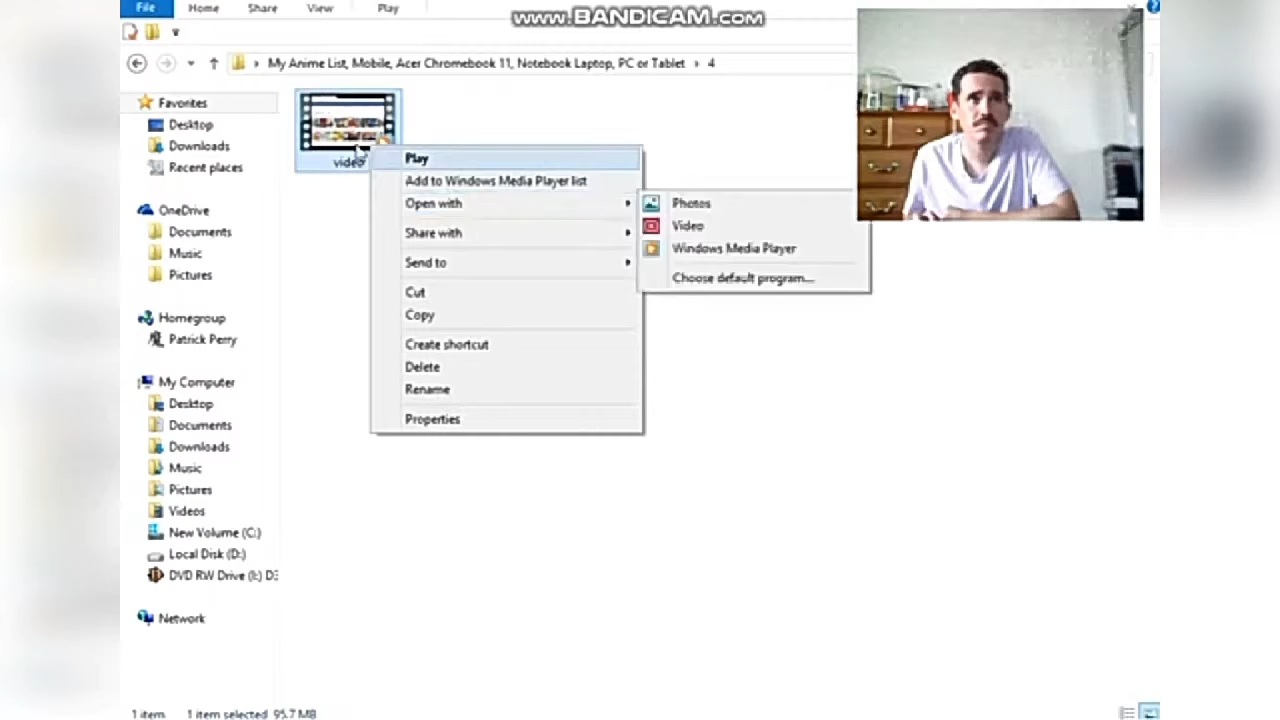 www.BANDICAM.com
File Home Share View Play
My Anime List, Mobile, Acer Chromebook 11, Notebook Laptop, PC or Tablet 4
Favorites
Desktop
Downloads
Recent places
OneDrive
Documents
Music
Pictures
Homegroup
Patrick Perry
My Computer
Desktop
Documents
Downloads
Music
Pictures
Videos
New Volume (C:)
Local Disk (D:)
DVD RW Drive (I:)
Network
video
Play
Add to Windows Media Player list
Open with
Share with
Send to
Cut
Copy
Create shortcut
Delete
Rename
Properties
Photos
Video
Windows Media Player
Choose default program...
1 item 1 item selected 95.7 MB